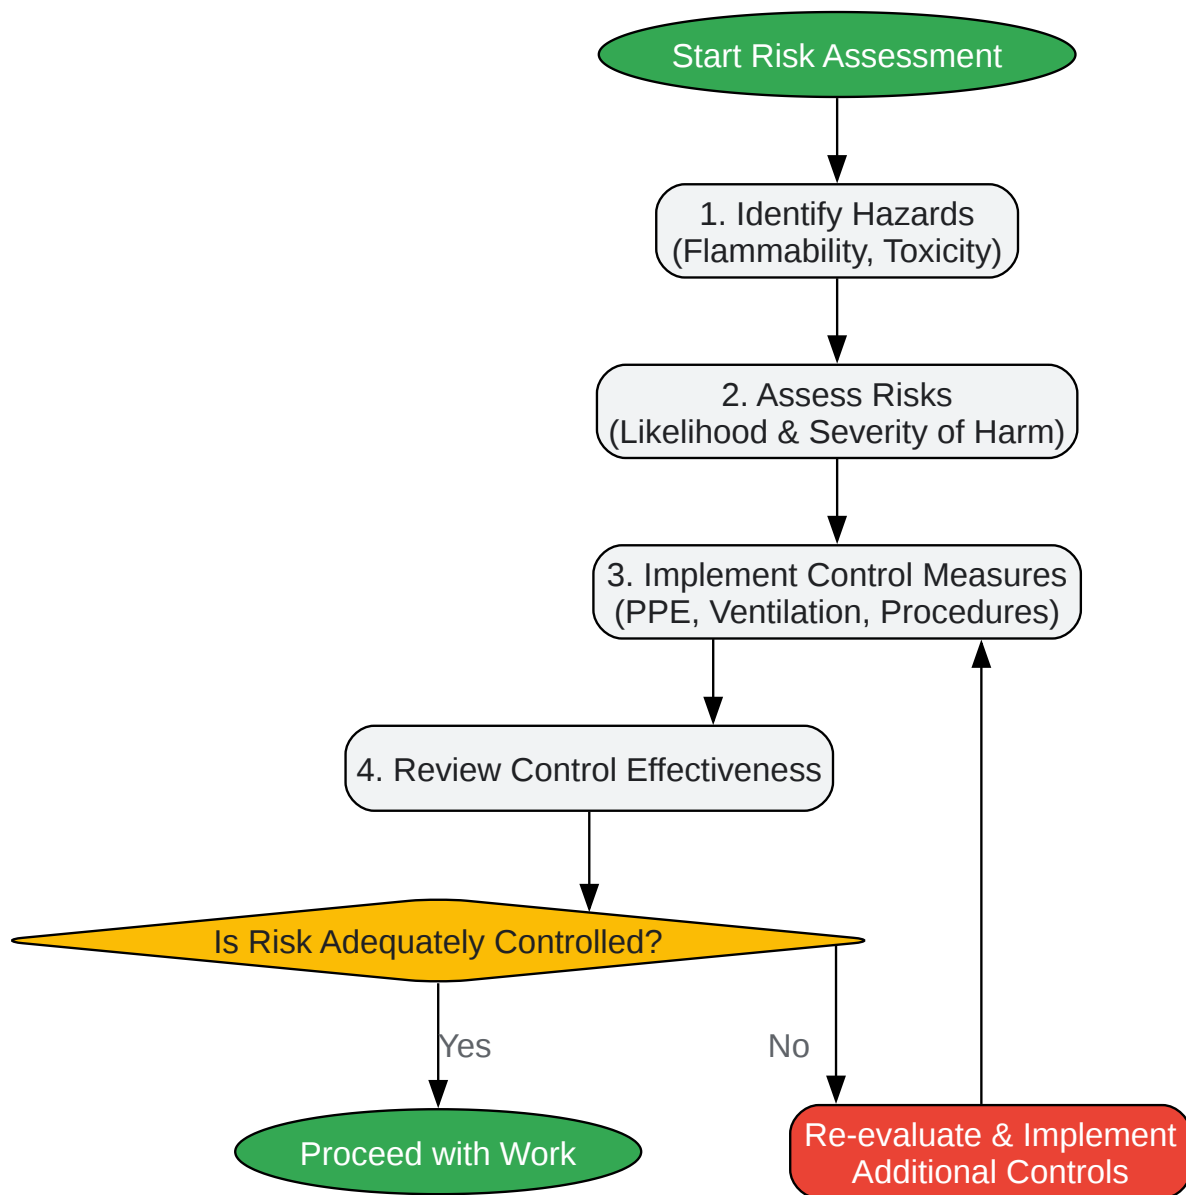 Start Risk Assessment
1. Identify Hazards
(Flammability, Toxicity)
2. Assess Risks
(Likelihood & Severity of Harm)
3. Implement Control Measures
(PPE, Ventilation, Procedures)
4. Review Control Effectiveness
Is Risk Adequately Controlled?
Yes
No
Proceed with Work
Re-evaluate & Implement
Additional Controls